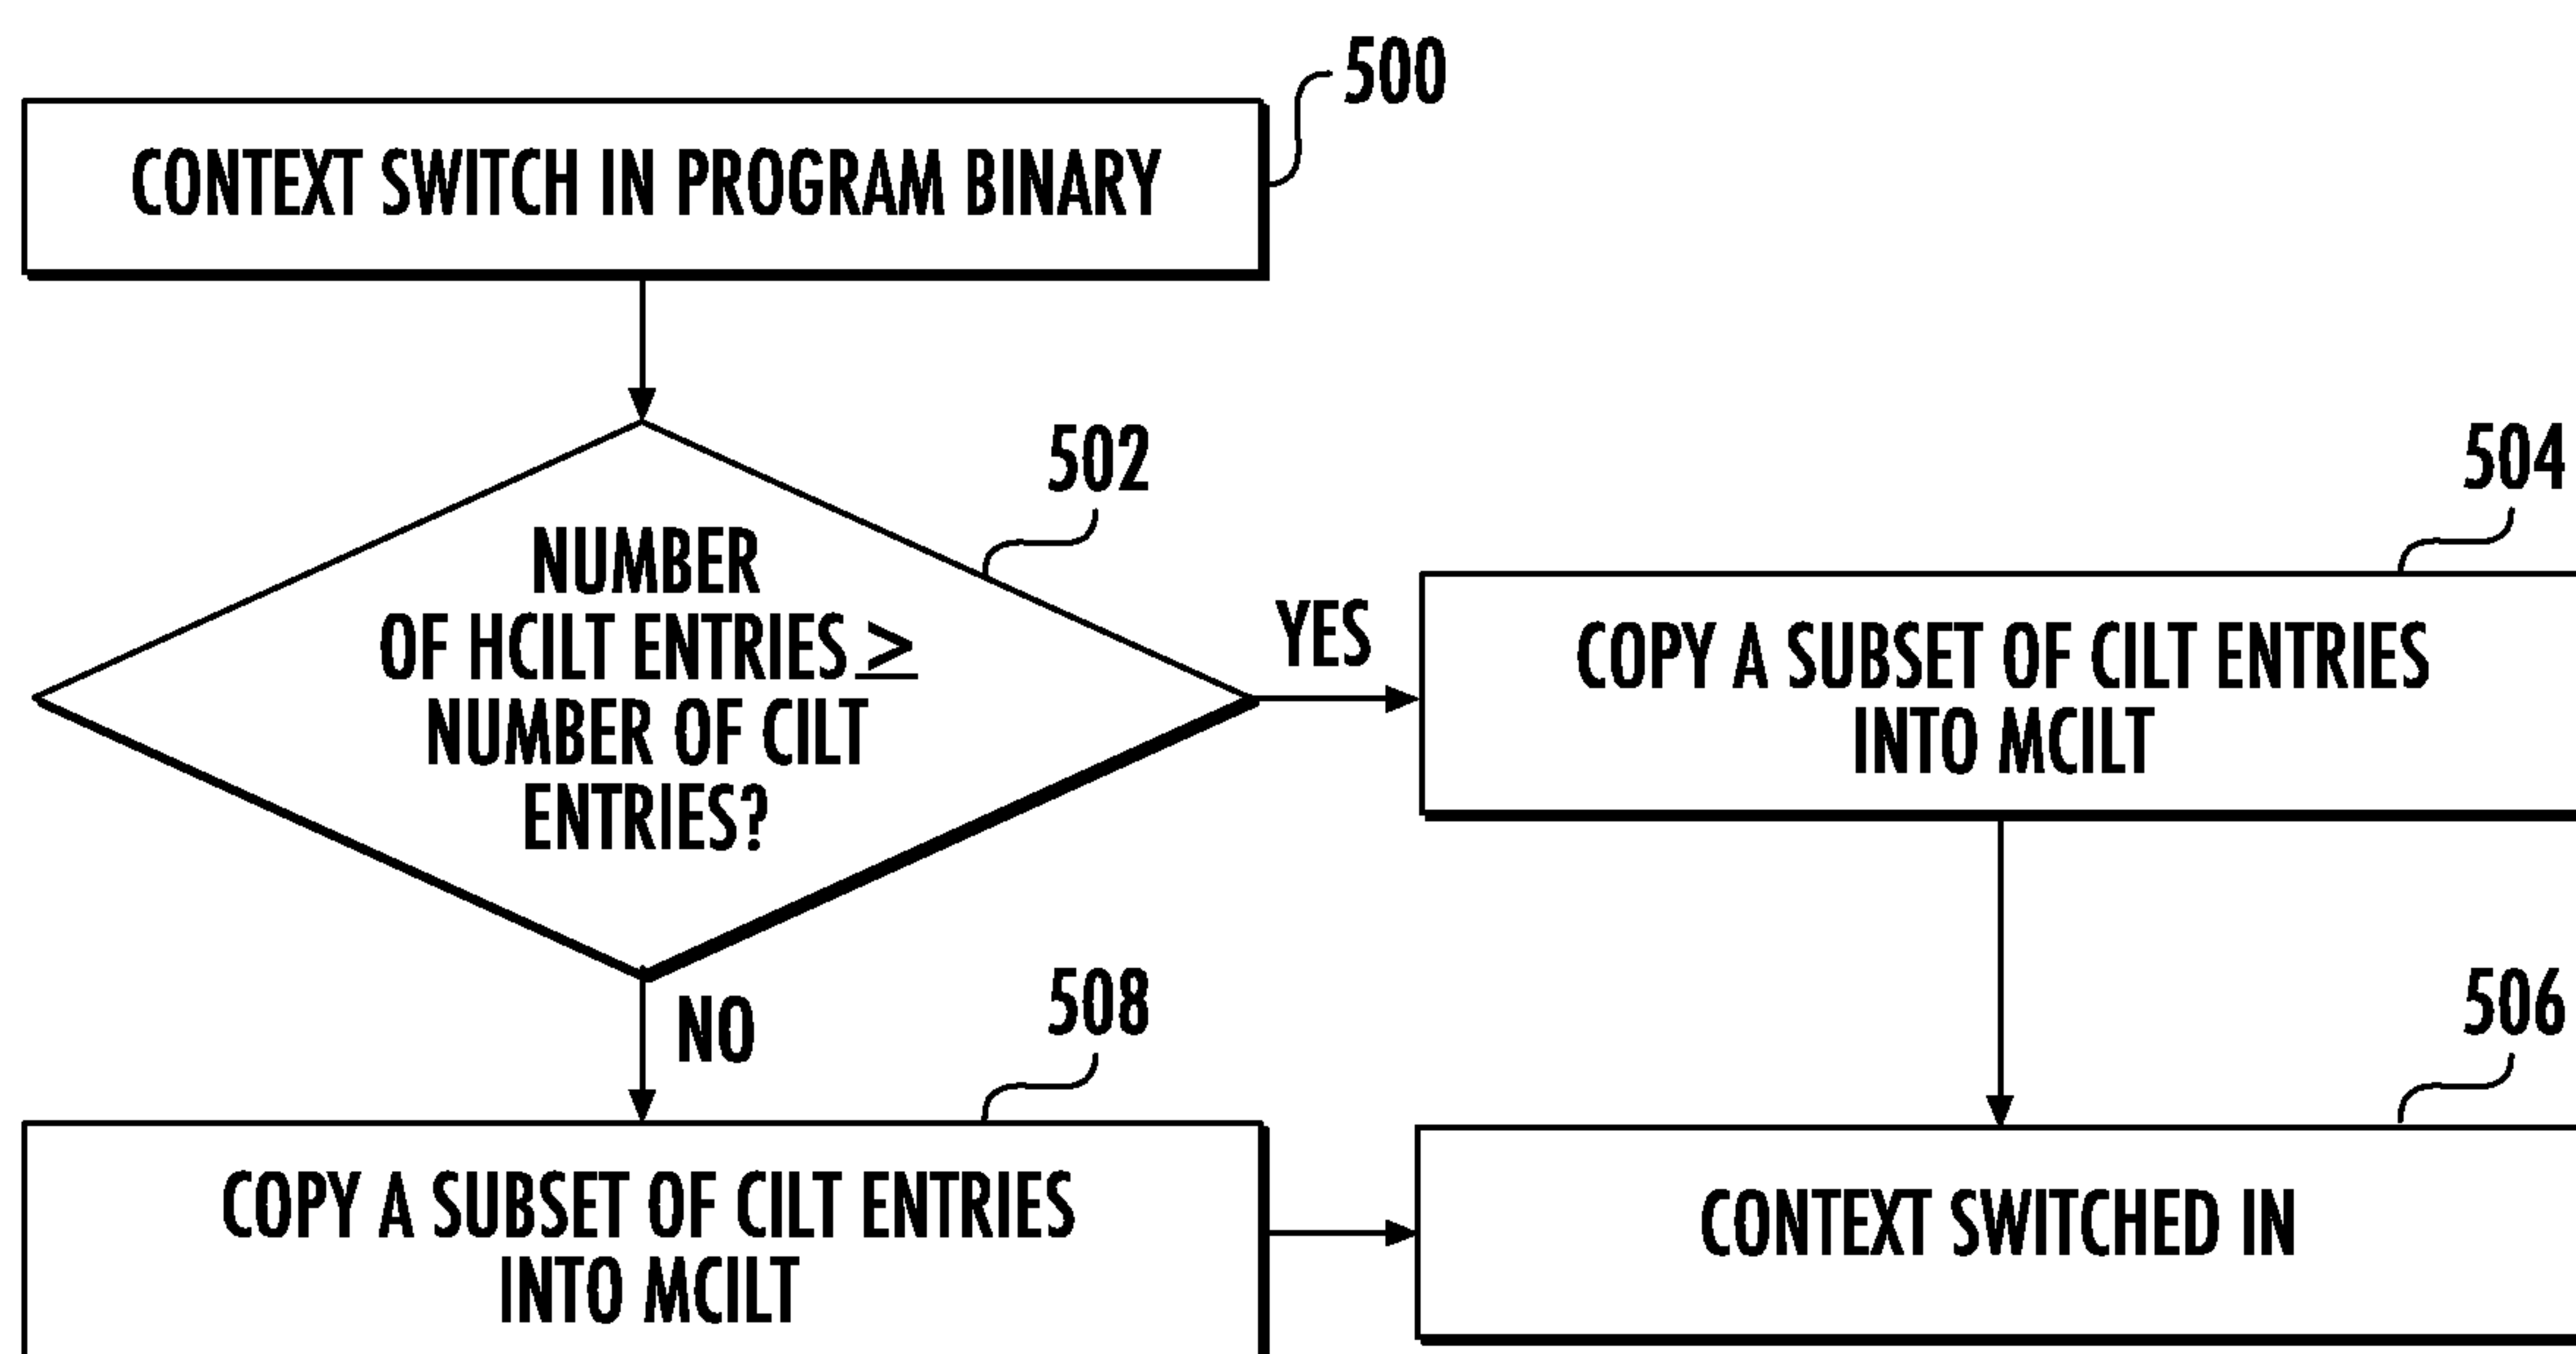 500
CONTEXT SWITCH IN PROGRAM BINARY
502
NUMBER
OF HCILT ENTRIES ≥
NUMBER OF CILT
ENTRIES?
YES
504
COPY A SUBSET OF CILT ENTRIES
INTO MCILT
NO
508
COPY A SUBSET OF CILT ENTRIES
INTO MCILT
506
CONTEXT SWITCHED IN